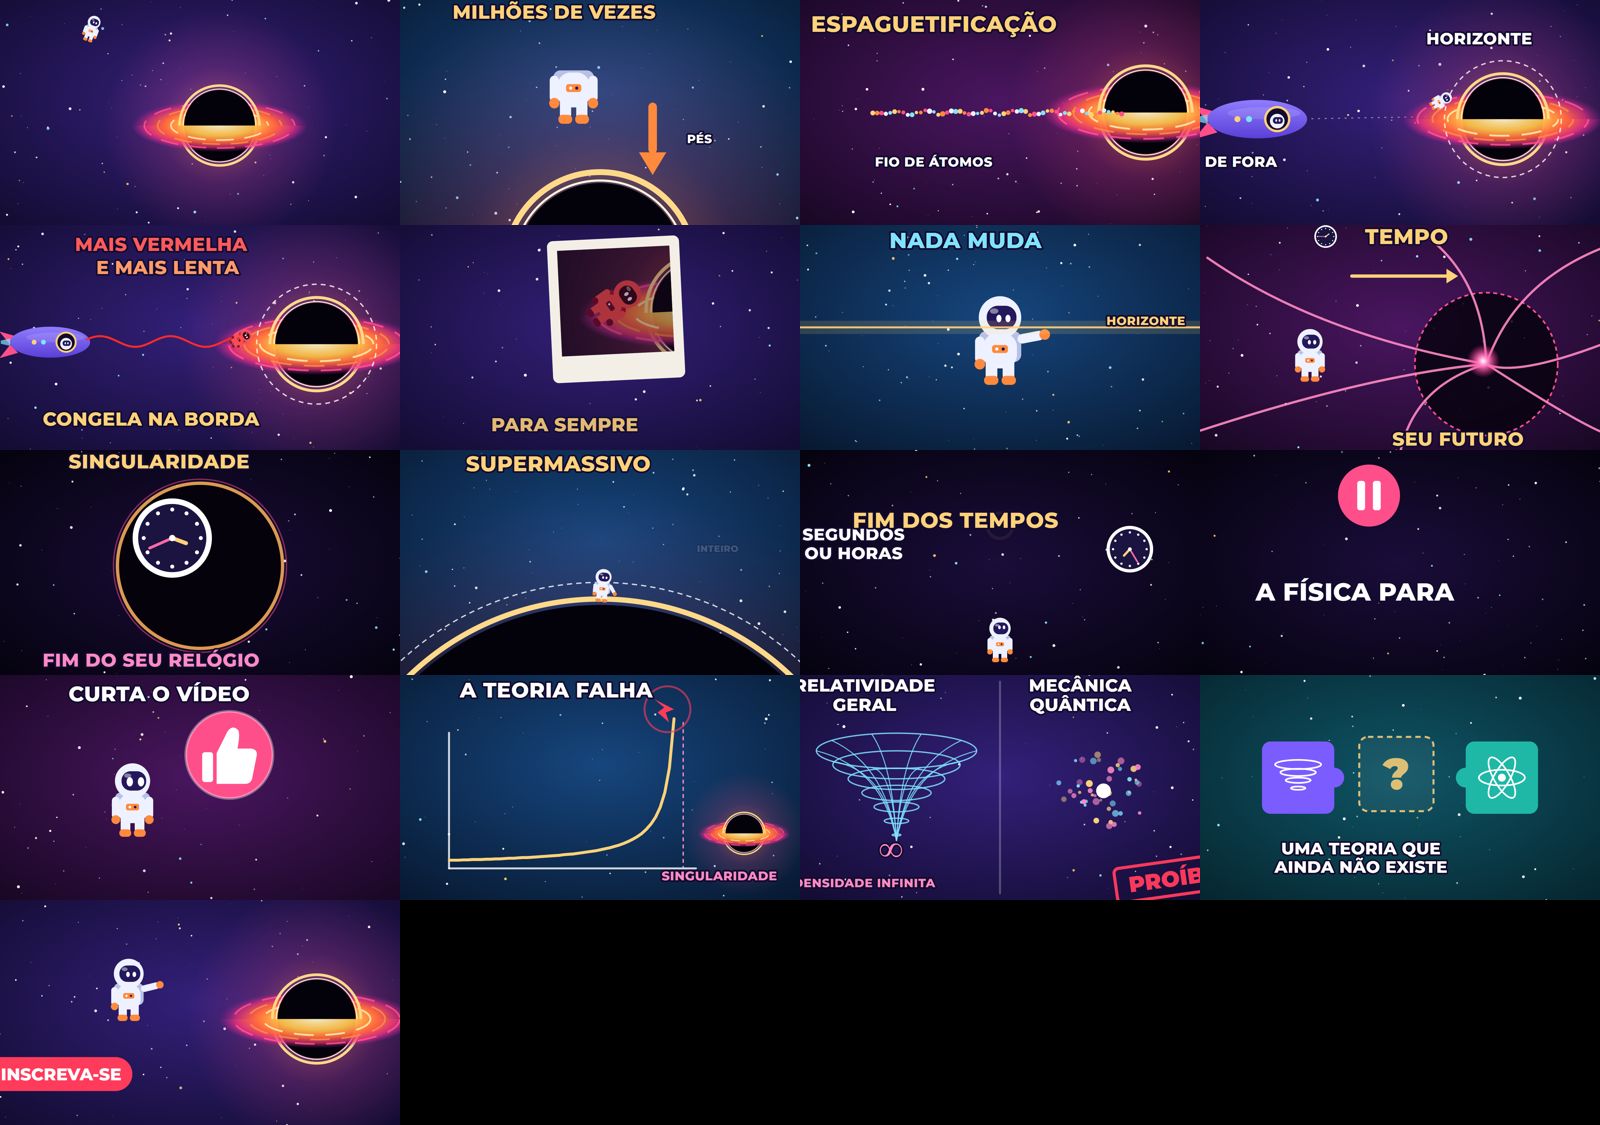 MILHÕES DE VEZES
PÉS
ESPAGUETIFICAÇÃO
FIO DE ÁTOMOS
HORIZONTE
DE FORA
MAIS VERMELHA
E MAIS LENTA
CONGELA NA BORDA
PARA SEMPRE
NADA MUDA
HORIZONTE
TEMPO
SEU FUTURO
SINGULARIDADE
FIM DO SEU RELÓGIO
SUPERMASSIVO
INTEIRO
FIM DOS TEMPOS
SEGUNDOS
OU HORAS
A FÍSICA PARA
CURTA O VÍDEO
A TEORIA FALHA
SINGULARIDADE
RELATIVIDADE
GERAL
∞
DENSIDADE INFINITA
MECÂNICA
QUÂNTICA
PROÍB
?
UMA TEORIA QUE
AINDA NÃO EXISTE
INSCREVA-SE